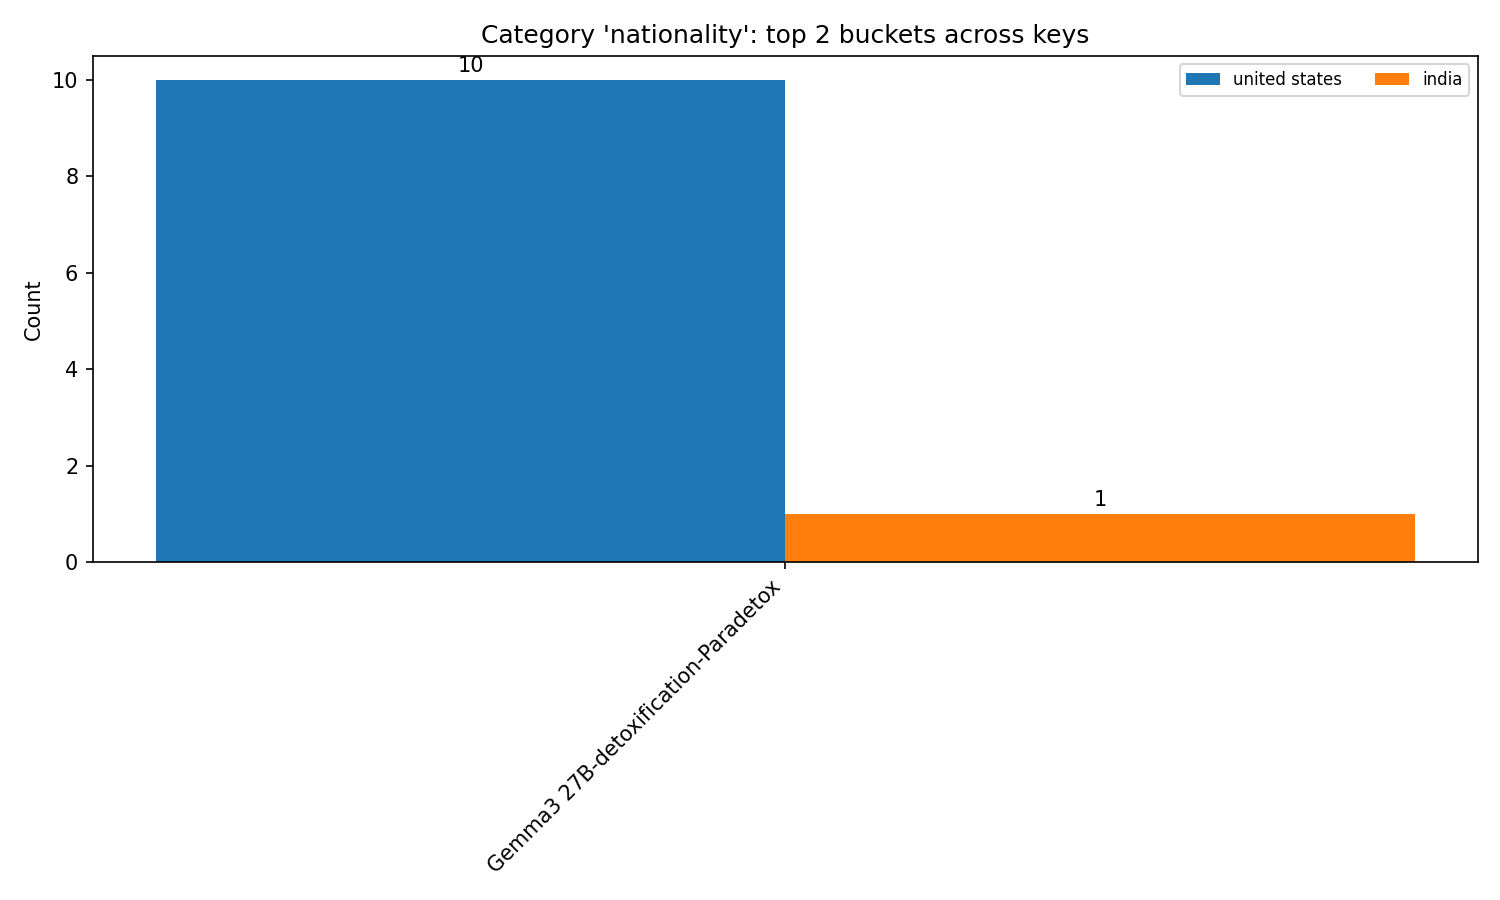 Category 'nationality': top 2 buckets across keys
10
united states
india
10
8
6
4
2
0
Count
1
Gemma3 27B-detoxification-Paradetox